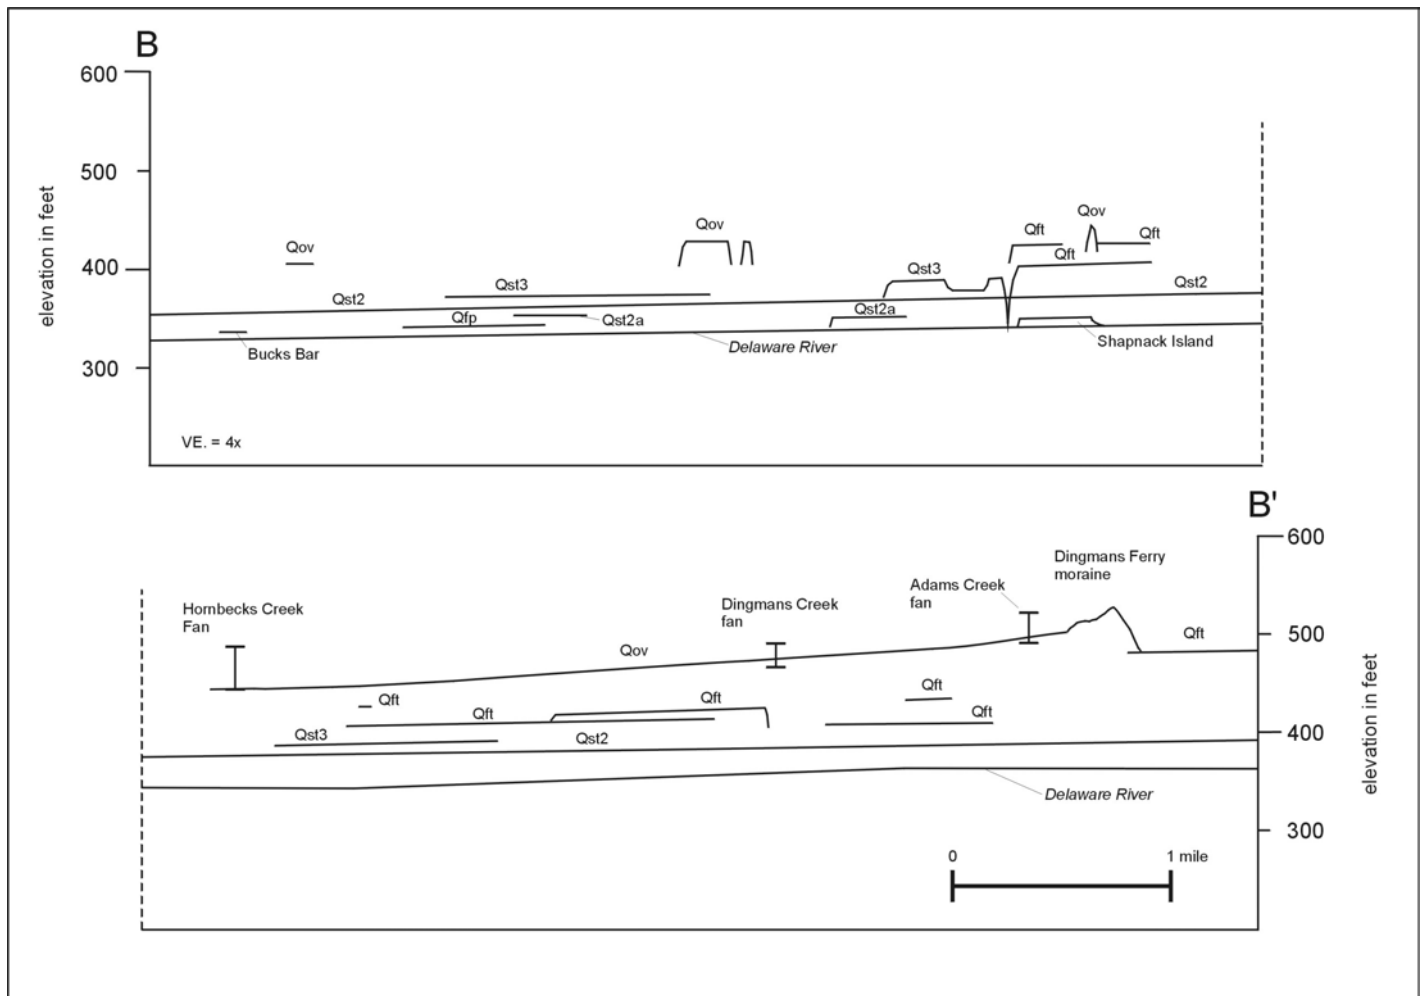 B
600
500
400
300
elevation in feet
Qov
Qov
Qov
Qft
Qft
Qft
Qst3
Qst3
Qst2
Qst2
Qfp
Qst2a
Qst2a
Bucks Bar
Delaware River
Shapnack Island
VE. = 4x
B'
600
500
400
300
elevation in feet
Hornbecks Creek
Fan
Dingmans Creek
fan
Adams Creek
fan
Dingmans Ferry
moraine
Qov
Qft
Qft
Qft
Qft
Qft
Qft
Qst3
Qst2
Delaware River
0 1 mile